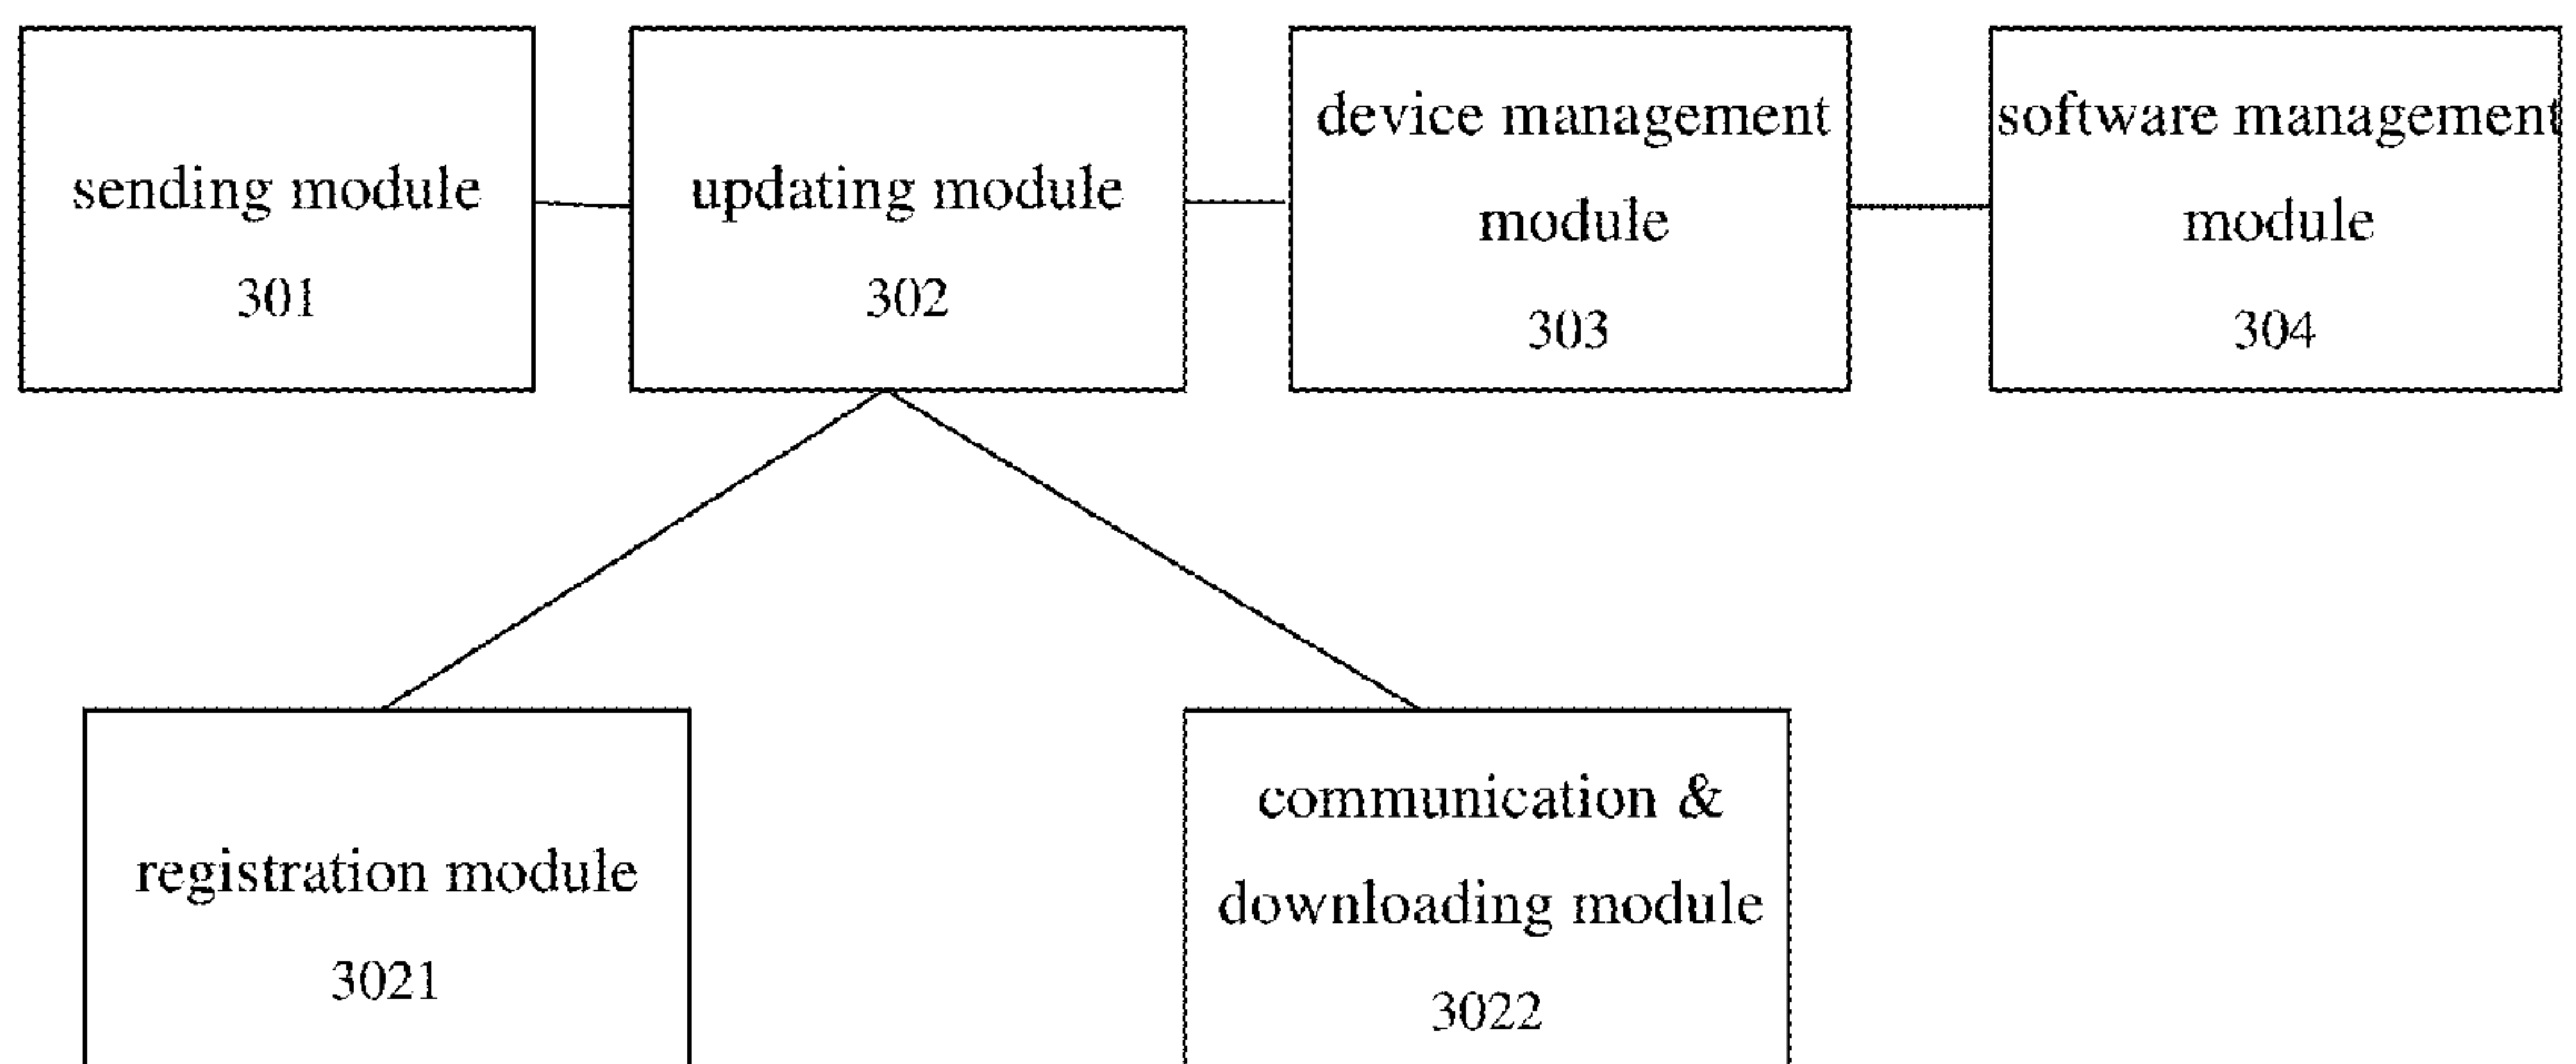 sending module
301
updating module
302
device management
module
303
software management
module
304
registration module
3021
communication &
downloading module
3022